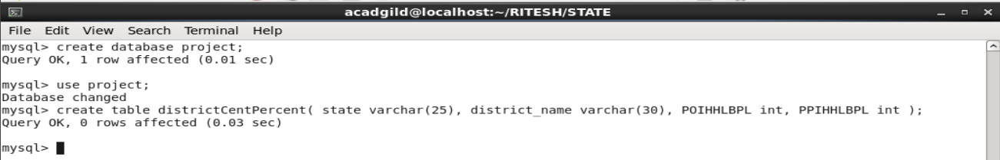 acadgild@localhost:~/RITESH/STATE
File Edit View Search Terminal Help
mysql> create database project;
Query OK, 1 row affected (0.01 sec)
mysql> use project;
Database changed
mysql> create table districtCentPercent( state varchar(25), district_name varchar(30), POIHHLBPL int, PPIHHLBPL int );
Query OK, 0 rows affected (0.03 sec)
mysql>